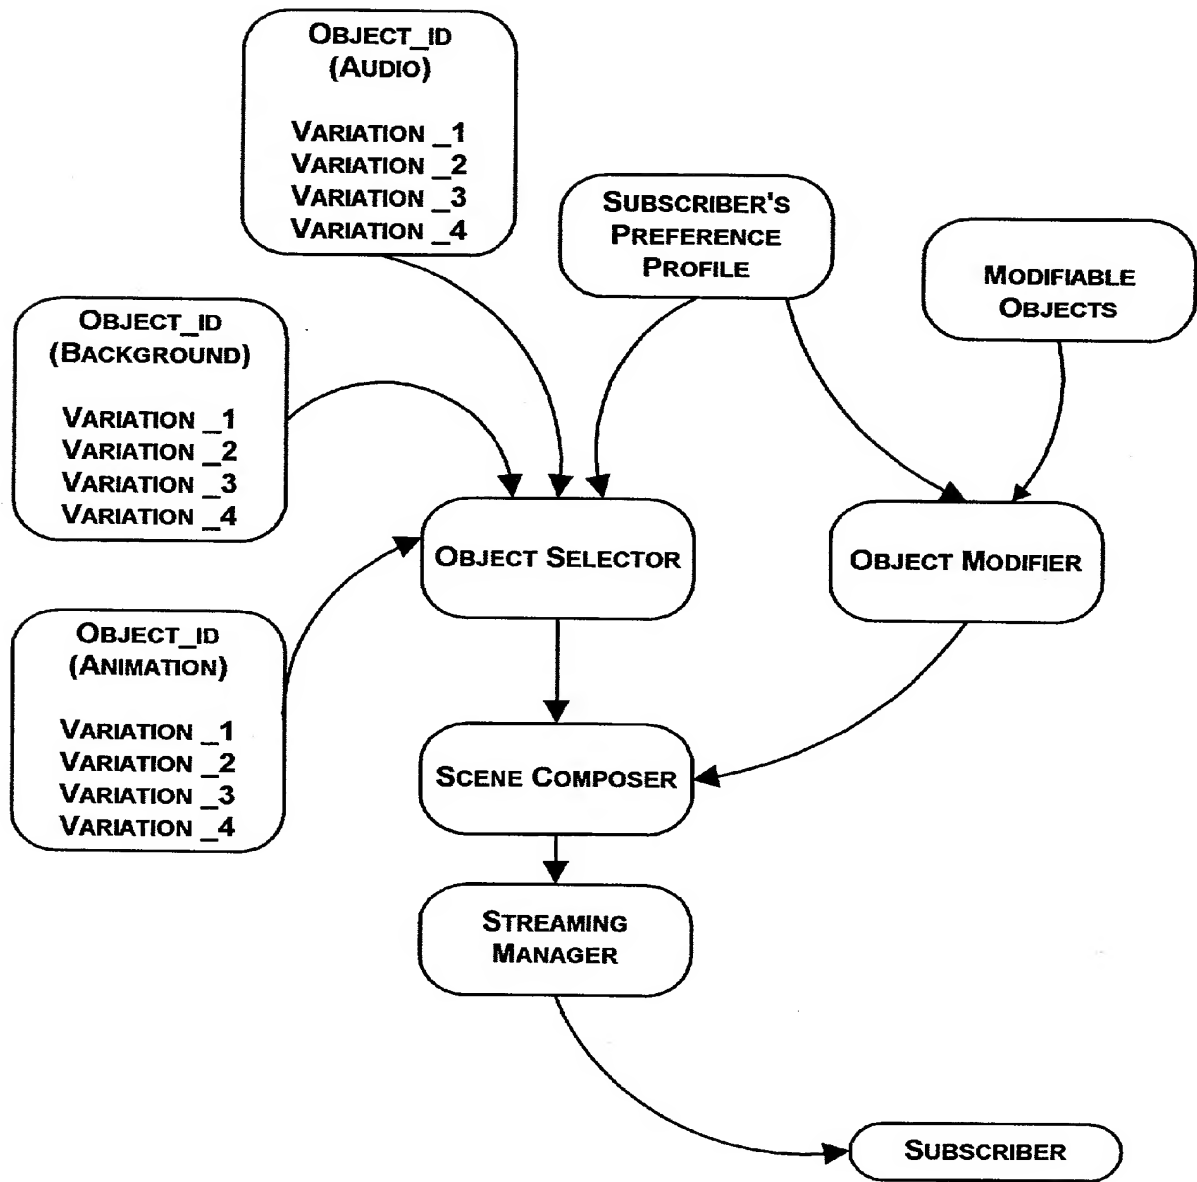 OBJECT_ID
(AUDIO)
VARIATION _1
VARIATION _2
VARIATION _3
VARIATION _4
SUBSCRIBER'S
PREFERENCE
PROFILE
MODIFIABLE
OBJECTS
OBJECT_ID
(BACKGROUND)
VARIATION _1
VARIATION _2
VARIATION _3
VARIATION _4
OBJECT SELECTOR
OBJECT MODIFIER
OBJECT_ID
(ANIMATION)
VARIATION _1
VARIATION _2
VARIATION _3
VARIATION _4
SCENE COMPOSER
STREAMING
MANAGER
SUBSCRIBER